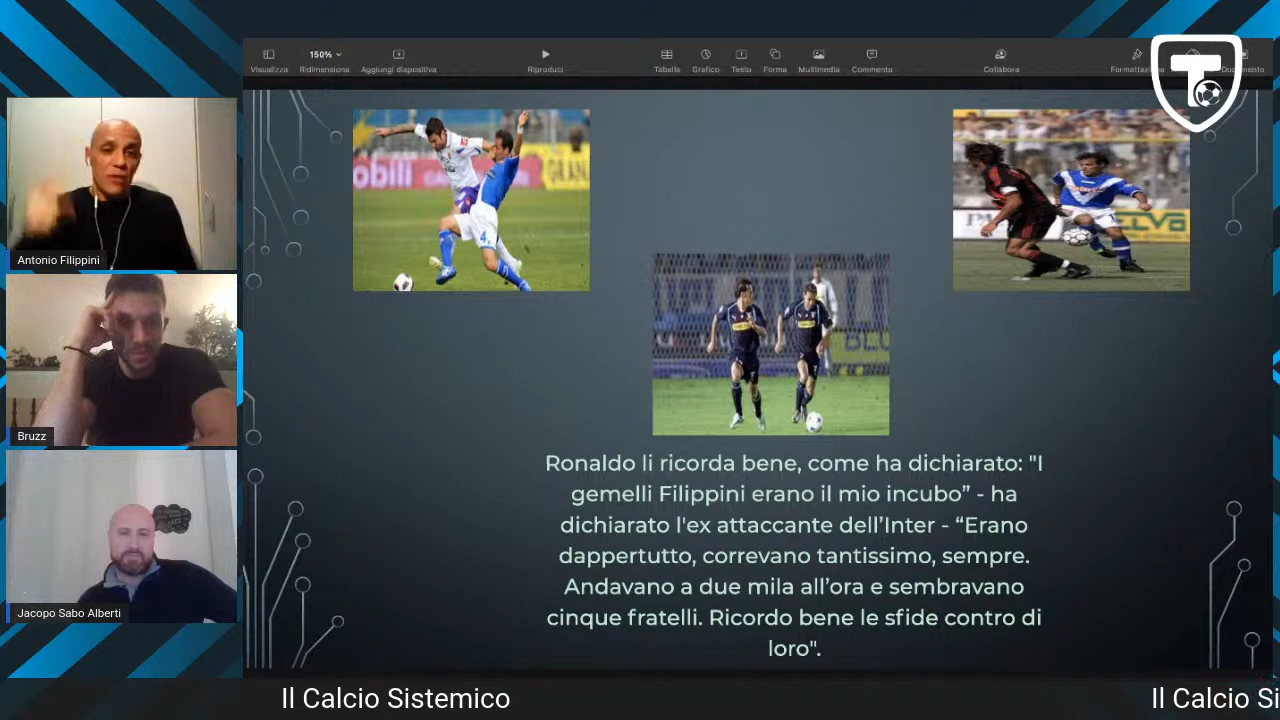 Visualizza
150%
Ridimensiona
Aggiungi diapositiva
Riproduci
Tabella
Grafico
Testo
Forma
Multimedia
Commento
Collabora
Antonio Filippini
Bruzz
Jacopo Sabo Alberti
obili
GRAN
4
Ronaldo li ricorda bene, come ha dichiarato: "I
gemelli Filippini erano il mio incubo” - ha
dichiarato l'ex attaccante dell’Inter - “Erano
dappertutto, correvano tantissimo, sempre.
Andavano a due mila all’ora e sembravano
cinque fratelli. Ricordo bene le sfide contro di
loro".
Il Calcio Sistemico
Il Calcio Si